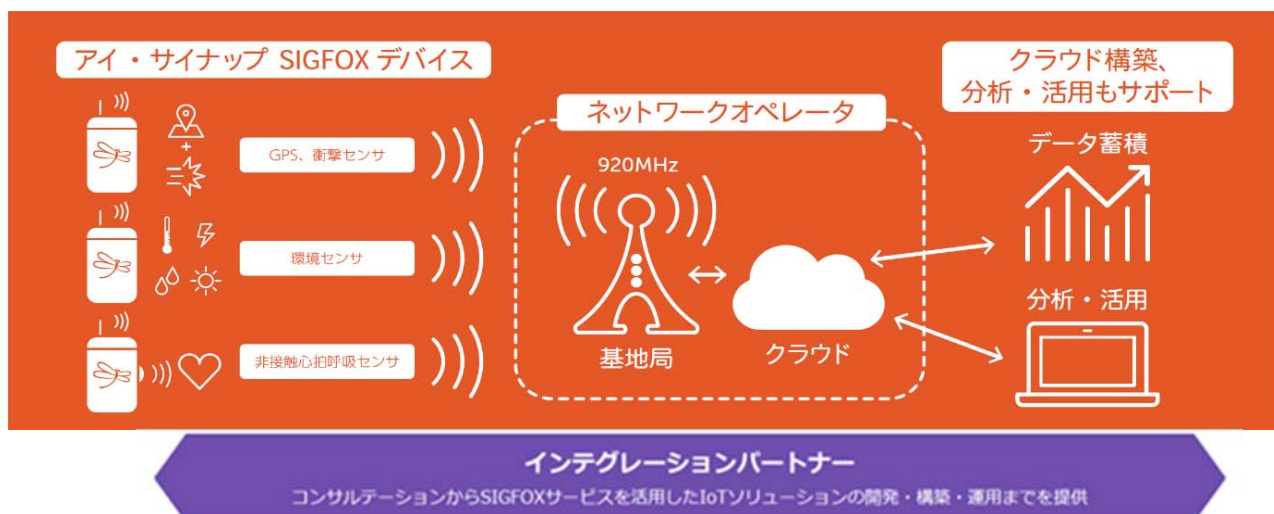 アイ・サイナップ SIGFOX デバイス
GPS、衝撃センサ
環境センサ
非接触心拍呼吸センサ
ネットワークオペレータ
920MHz
基地局
クラウド
クラウド構築、
分析・活用もサポート
データ蓄積
分析・活用
インテグレーションパートナー
コンサルテーションからSIGFOXサービスを活用したIoTソリューションの開発・構築・運用までを提供